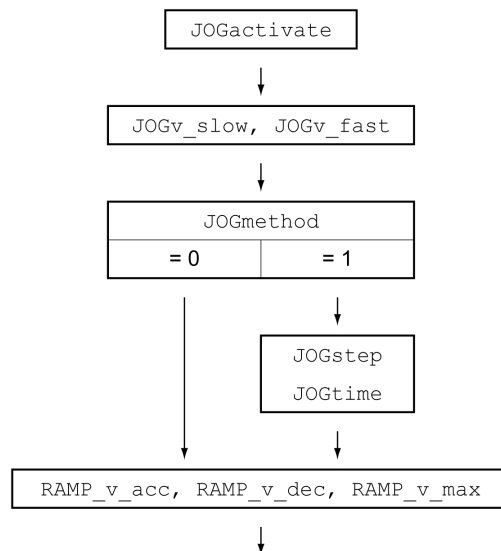 JOGactivate
JOGv_slow, JOGv_fast
JOGmethod
= 0
= 1
JOGstep
JOGtime
RAMP_v_acc, RAMP_v_dec, RAMP_v_max